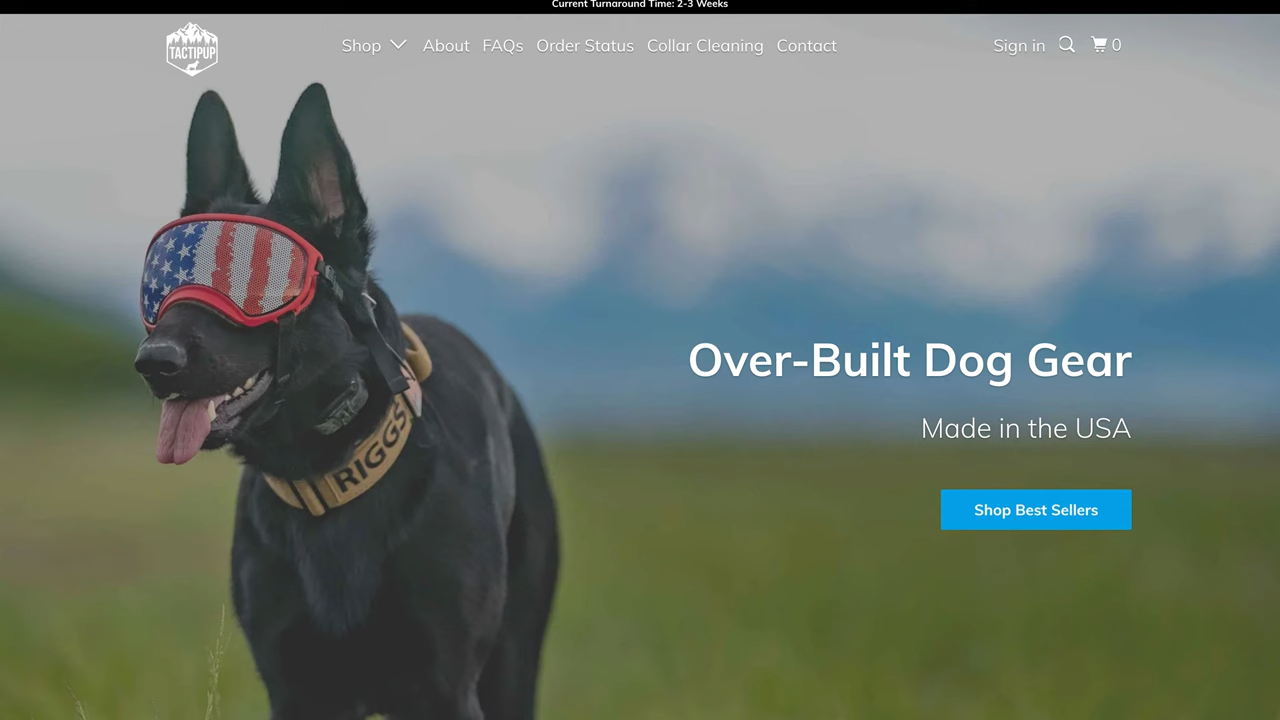 Current Turnaround Time: 2-3 Weeks
TACTIPUP
Shop About FAQs Order Status Collar Cleaning Contact
Sign in 0
RIGGS
Over-Built Dog Gear
Made in the USA
Shop Best Sellers